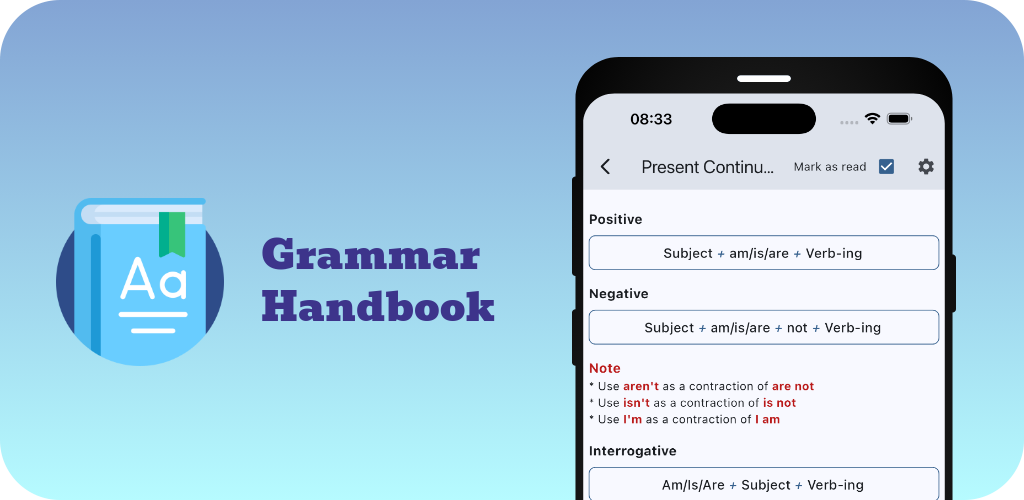 Aa
Grammar
Handbook
08:33
Present Continu...
Mark as read
Positive
Subject + am/is/are + Verb-ing
Negative
Subject + am/is/are + not + Verb-ing
Note
* Use aren't as a contraction of are not
* Use isn't as a contraction of is not
* Use I'm as a contraction of I am
Interrogative
Am/Is/Are + Subject + Verb-ing